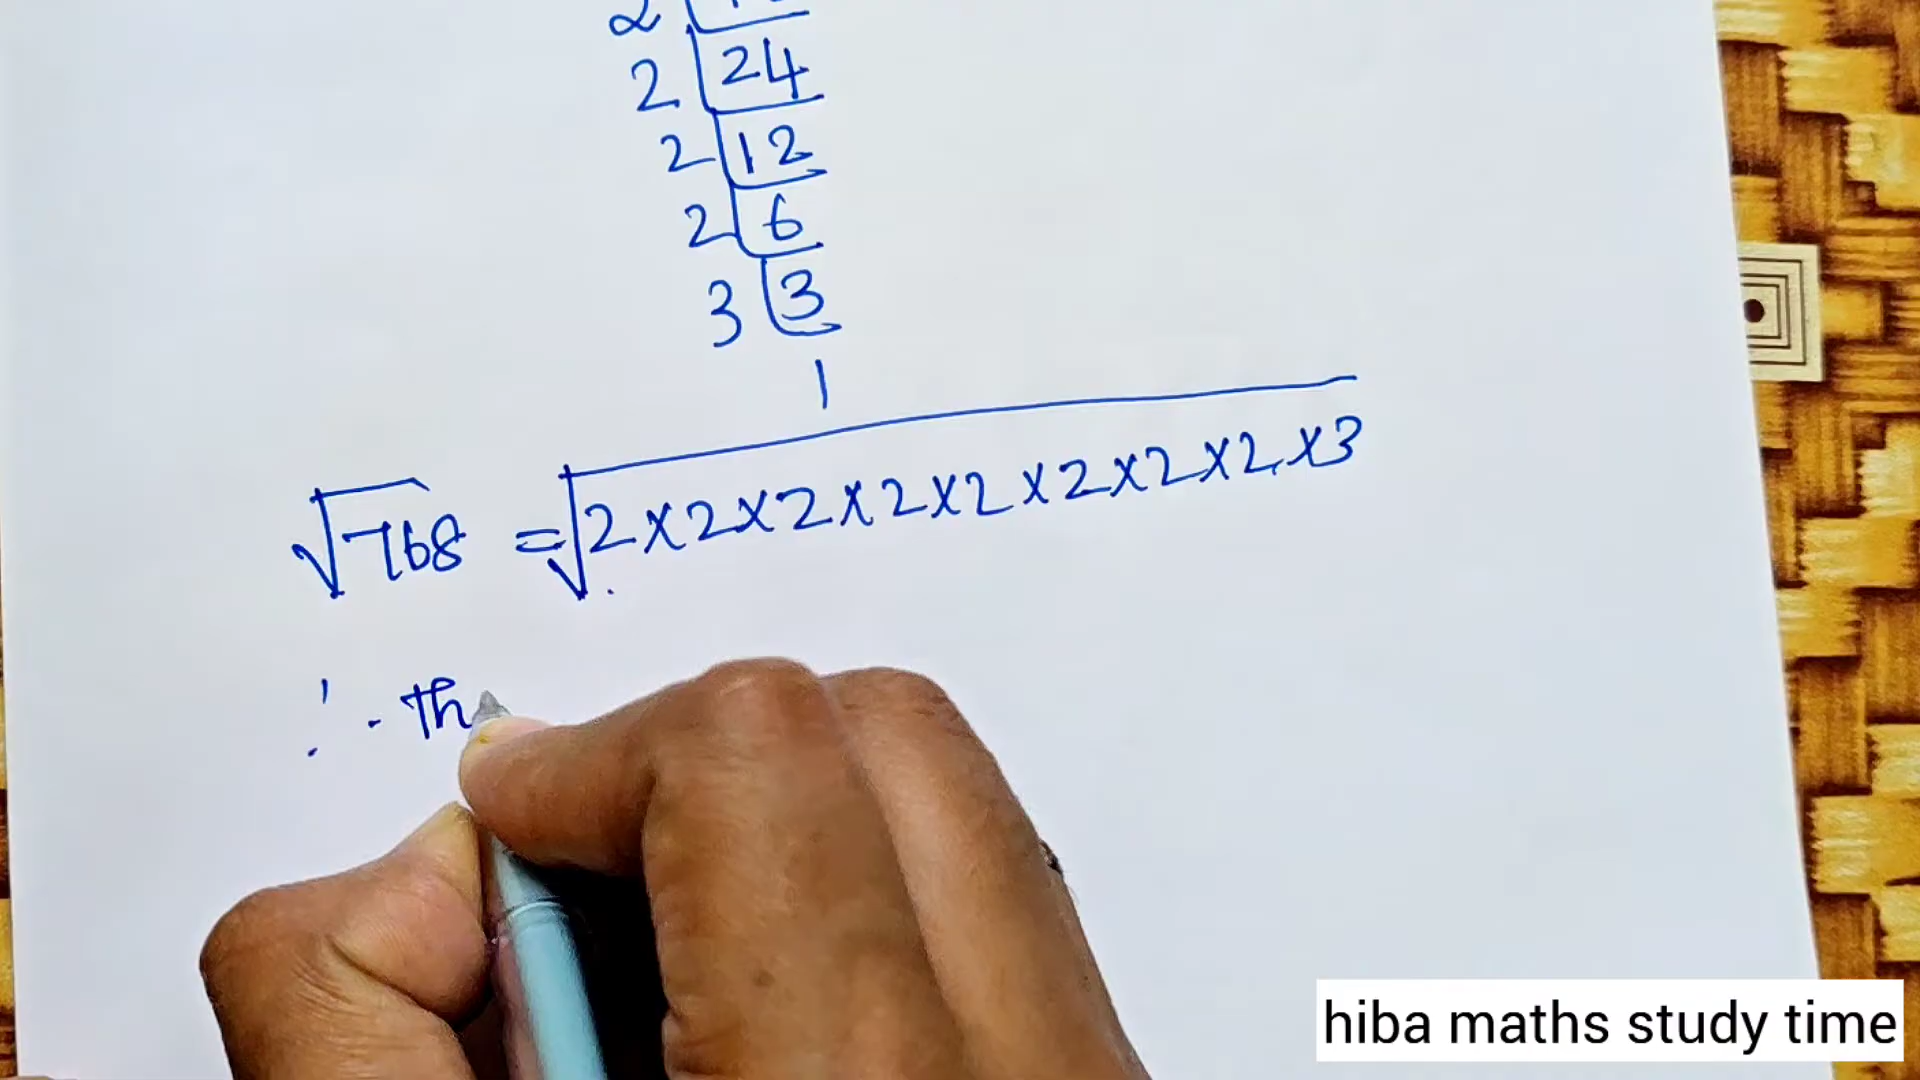 2 24
2 12
2 6
3 3
1
√768 = √2×2×2×2×2×2×2×2×3
∴ Th
hiba maths study time